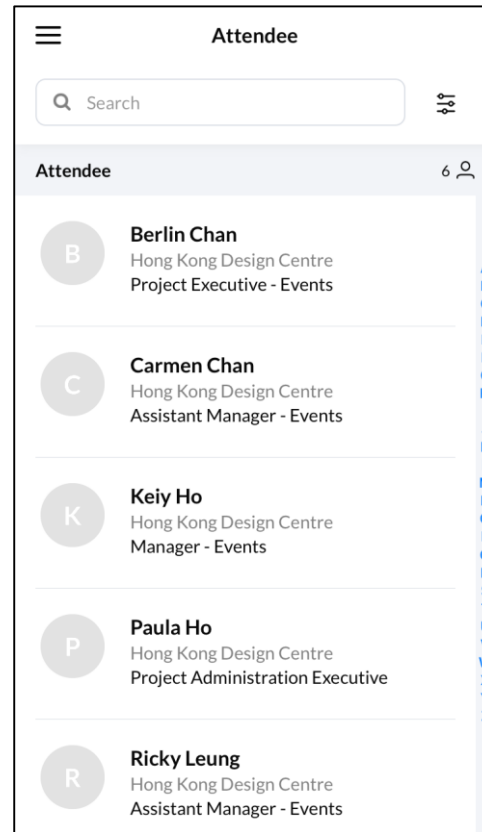 Attendee
Search
Attendee 6
B
Berlin Chan
Hong Kong Design Centre
Project Executive - Events
C
Carmen Chan
Hong Kong Design Centre
Assistant Manager - Events
K
Keiy Ho
Hong Kong Design Centre
Manager - Events
P
Paula Ho
Hong Kong Design Centre
Project Administration Executive
R
Ricky Leung
Hong Kong Design Centre
Assistant Manager - Events